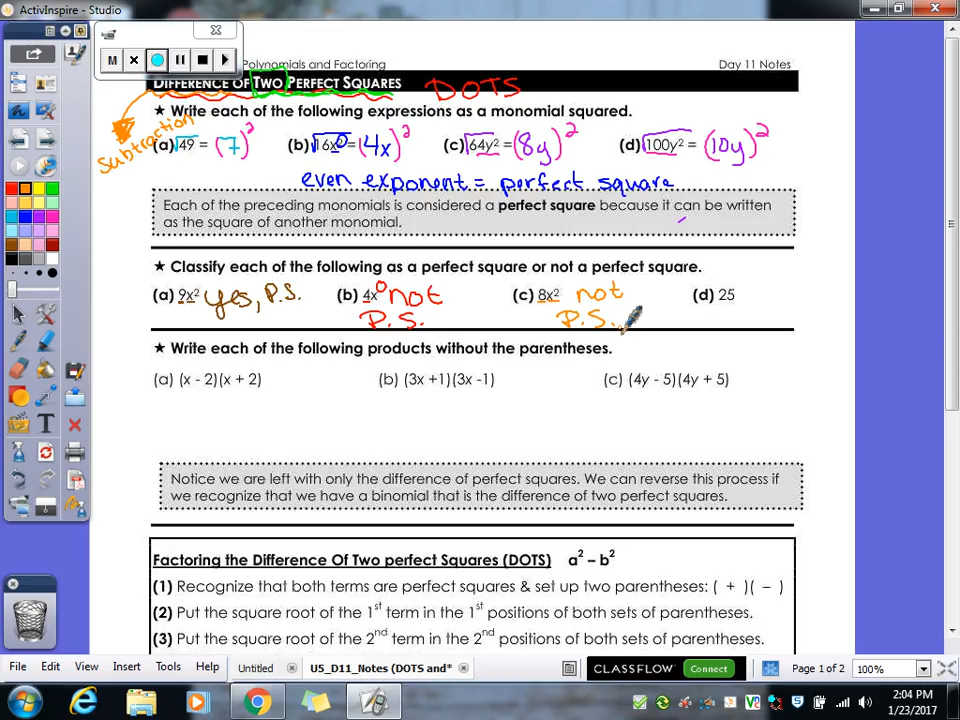 ActivInspire - Studio
Polynomials and Factoring Day 11 Notes
DIFFERENCE OF TWO PERFECT SQUARES DOTS
★ Write each of the following expressions as a monomial squared.
Subtraction
(a) √49 = (7)² (b) √16x² = (4x)² (c) √64y² = (8y)² (d) √100y² = (10y)²
even exponent = perfect square
Each of the preceding monomials is considered a perfect square because it can be written
as the square of another monomial.
★ Classify each of the following as a perfect square or not a perfect square.
(a) 9x² yes, P.S. (b) 4x not (c) 8x² not (d) 25
P.S. P.S.
★ Write each of the following products without the parentheses.
(a) (x - 2)(x + 2) (b) (3x +1)(3x -1) (c) (4y - 5)(4y + 5)
Notice we are left with only the difference of perfect squares. We can reverse this process if
we recognize that we have a binomial that is the difference of two perfect squares.
Factoring the Difference Of Two perfect Squares (DOTS) a² – b²
(1) Recognize that both terms are perfect squares & set up two parentheses: ( + )( – )
(2) Put the square root of the 1st term in the 1st positions of both sets of parentheses.
(3) Put the square root of the 2nd term in the 2nd positions of both sets of parentheses.
File Edit View Insert Tools Help Untitled U5_D11_Notes (DOTS and* CLASSFLOW Connect Page 1 of 2 100%
2:04 PM
1/23/2017